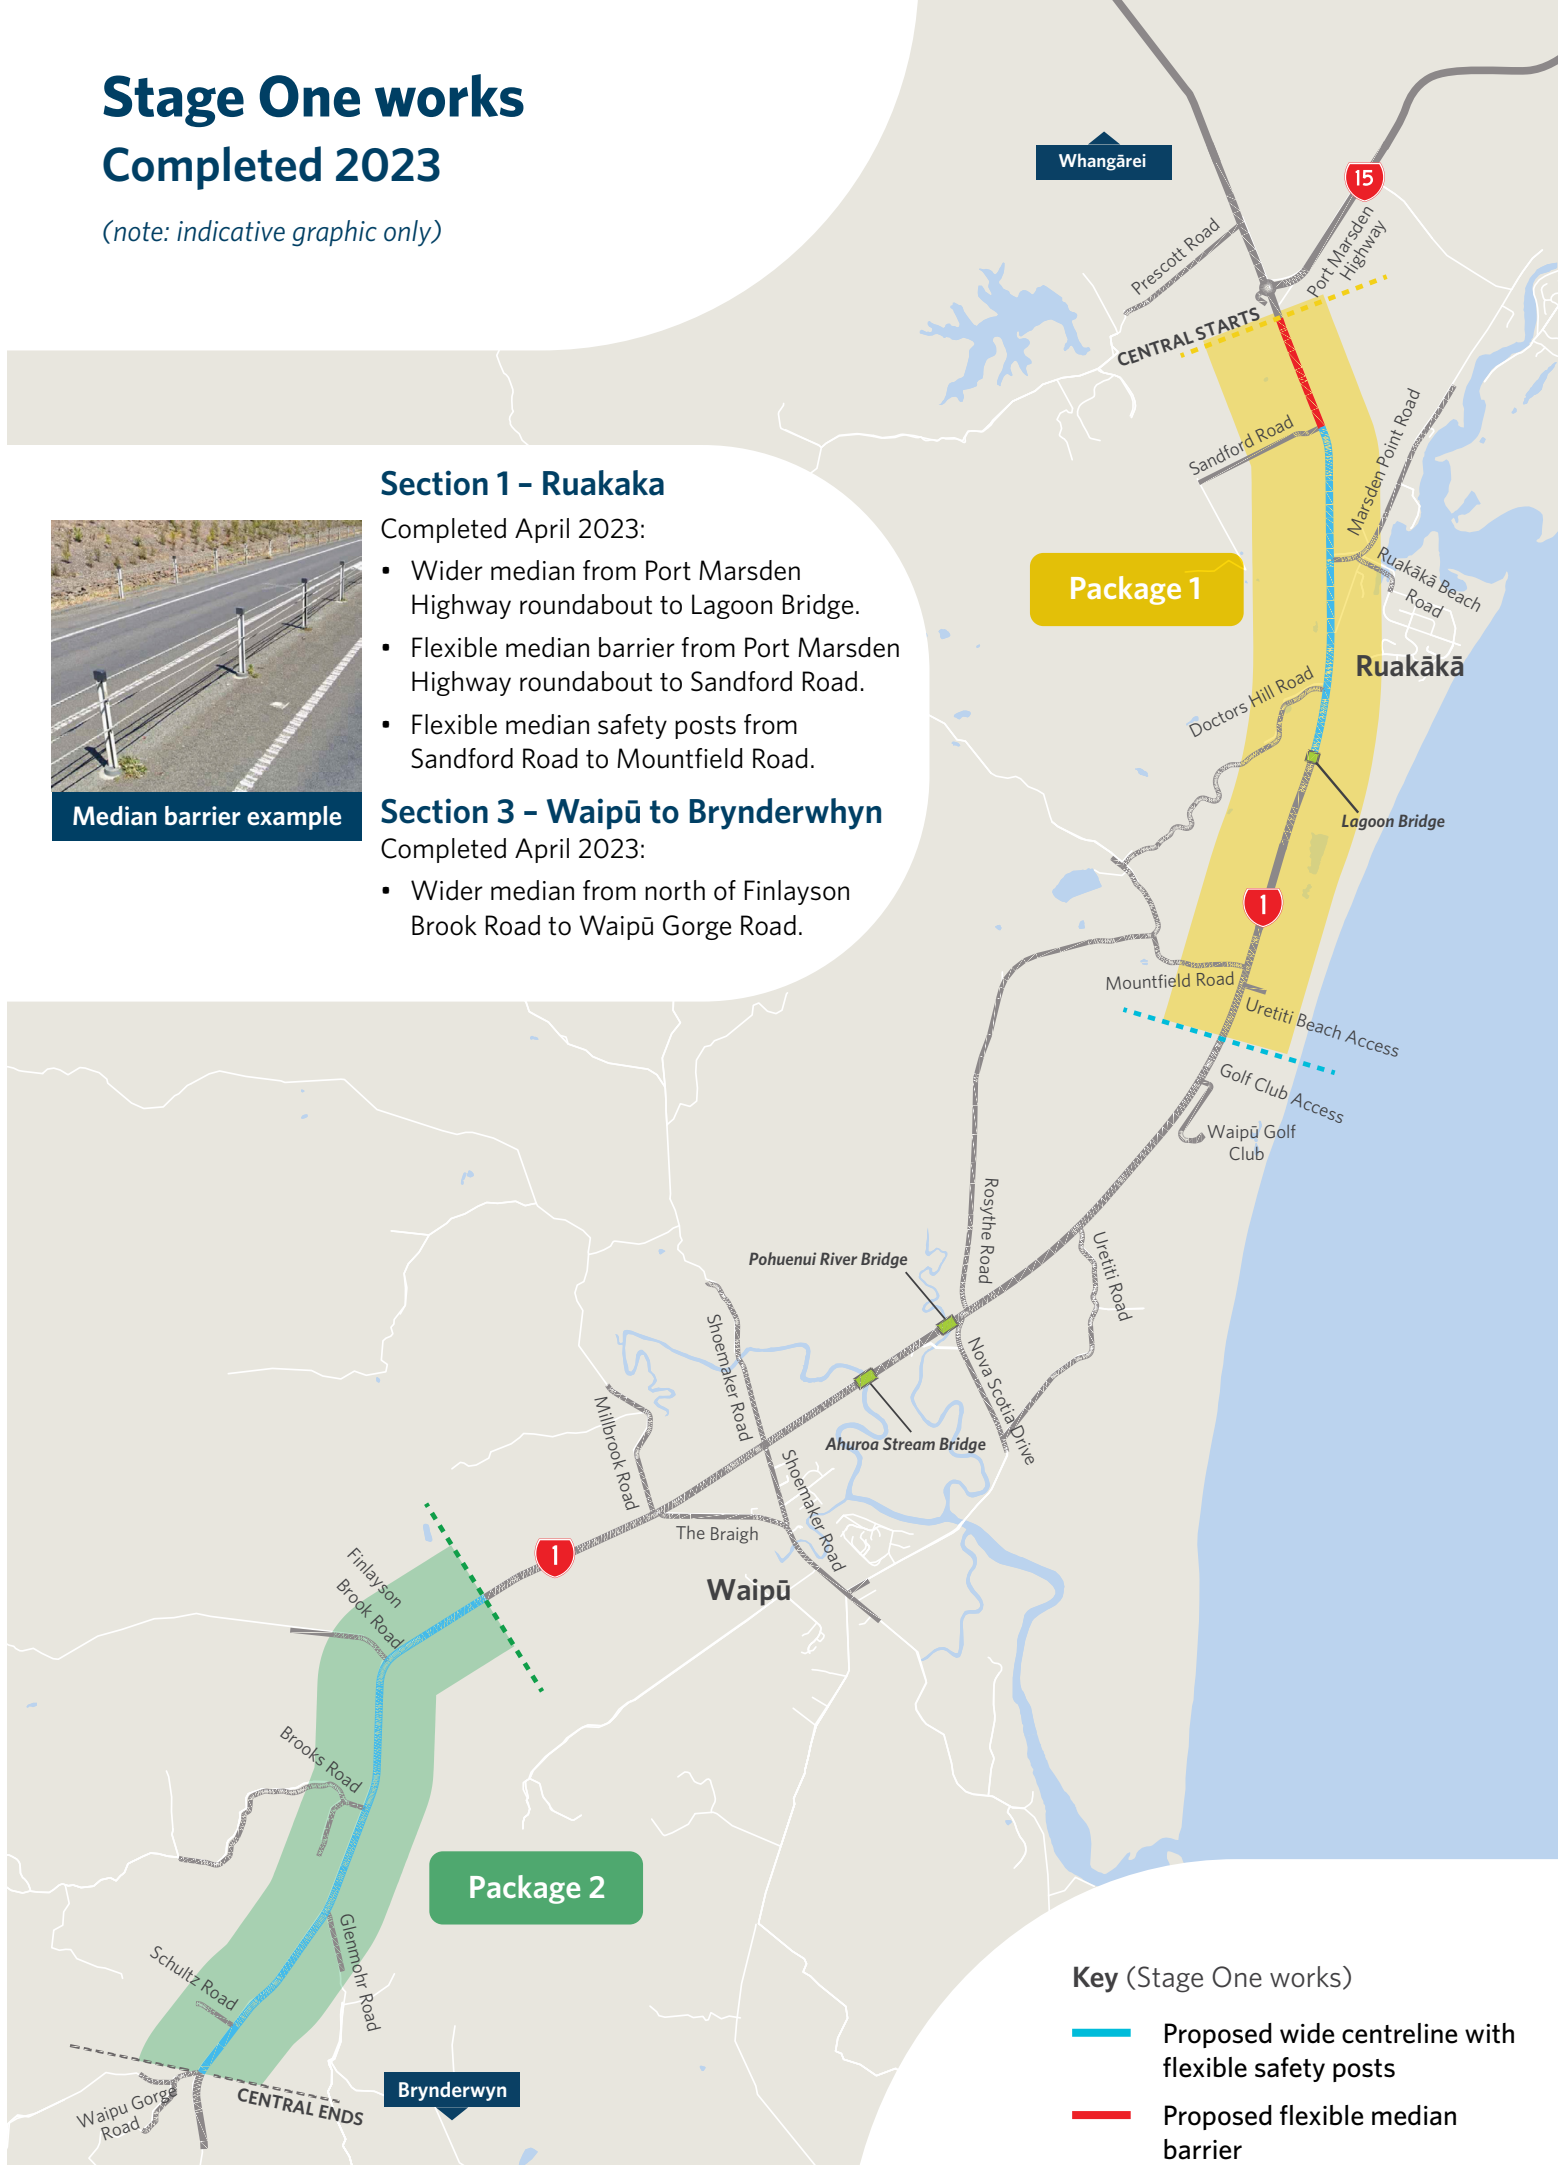 Stage One works
Completed 2023
(note: indicative graphic only)
Whangārei
15
Port Marsden
Highway
Prescott Road
CENTRAL STARTS
Sandford Road
Marsden Point Road
Section 1 – Ruakaka
Completed April 2023:
• Wider median from Port Marsden
Highway roundabout to Lagoon Bridge.
• Flexible median barrier from Port Marsden
Highway roundabout to Sandford Road.
• Flexible median safety posts from
Sandford Road to Mountfield Road.
Section 3 – Waipū to Brynderwhyn
Completed April 2023:
• Wider median from north of Finlayson
Brook Road to Waipū Gorge Road.
Median barrier example
Package 1
Ruakākā Beach
Road
Ruakākā
Doctors Hill Road
Lagoon Bridge
1
Mountfield Road
Uretiti Beach Access
Golf Club Access
Waipū Golf
Club
Rosythe Road
Uretiti Road
Pohuenui River Bridge
Nova Scotia Drive
Shoemaker Road
Millbrook Road
Ahuroa Stream Bridge
Shoemaker Road
The Braigh
1
Waipū
Finlayson
Brook Road
Brooks Road
Package 2
Glenmohr Road
Schultz Road
Waipu Gorge
Road
CENTRAL ENDS
Brynderwyn
Key (Stage One works)
Proposed wide centreline with
flexible safety posts
Proposed flexible median
barrier